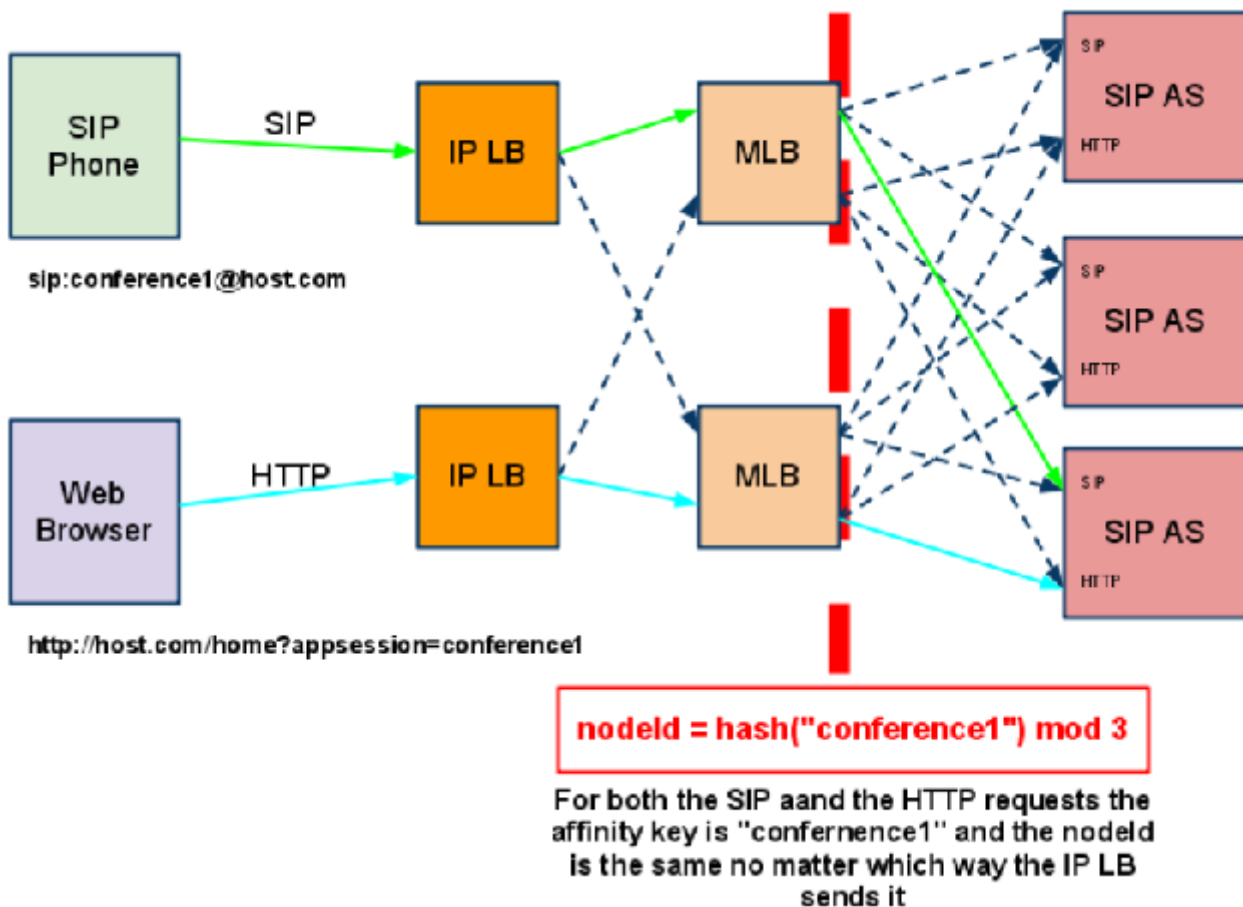 SIP
Phone
SIP
IP LB
MLB
SIP
SIP AS
HTTP
sip:conference1@host.com
SIP
SIP AS
HTTP
Web
Browser
HTTP
IP LB
MLB
SIP
SIP AS
HTTP
http://host.com/home?appsession=conference1
nodeId = hash("conference1") mod 3
For both the SIP aand the HTTP requests the
affinity key is "confernence1" and the nodeId
is the same no matter which way the IP LB
sends it